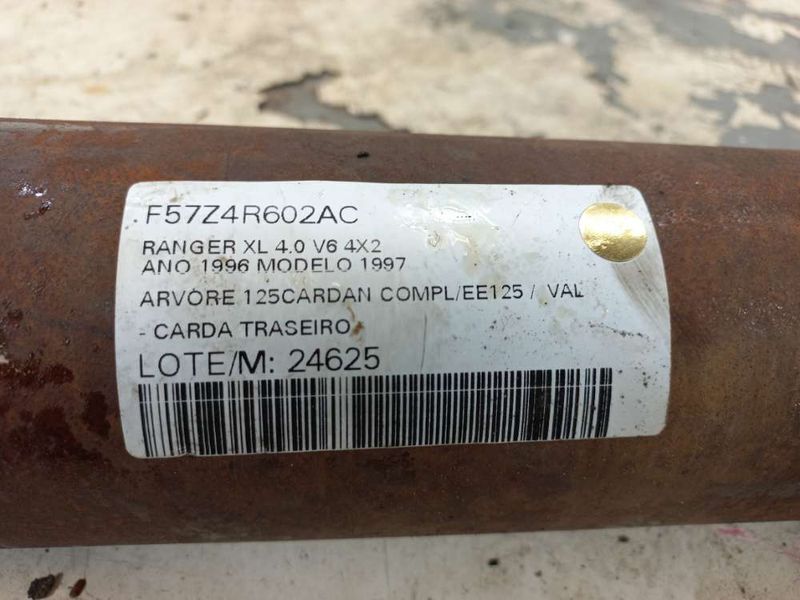 F57Z4R602AC
RANGER XL 4.0 V6 4X2
ANO 1996 MODELO 1997
ARVORE 125CARDAN COMPL/EE125 / VAL
- CARDA TRASEIRO
LOTE/M: 24625